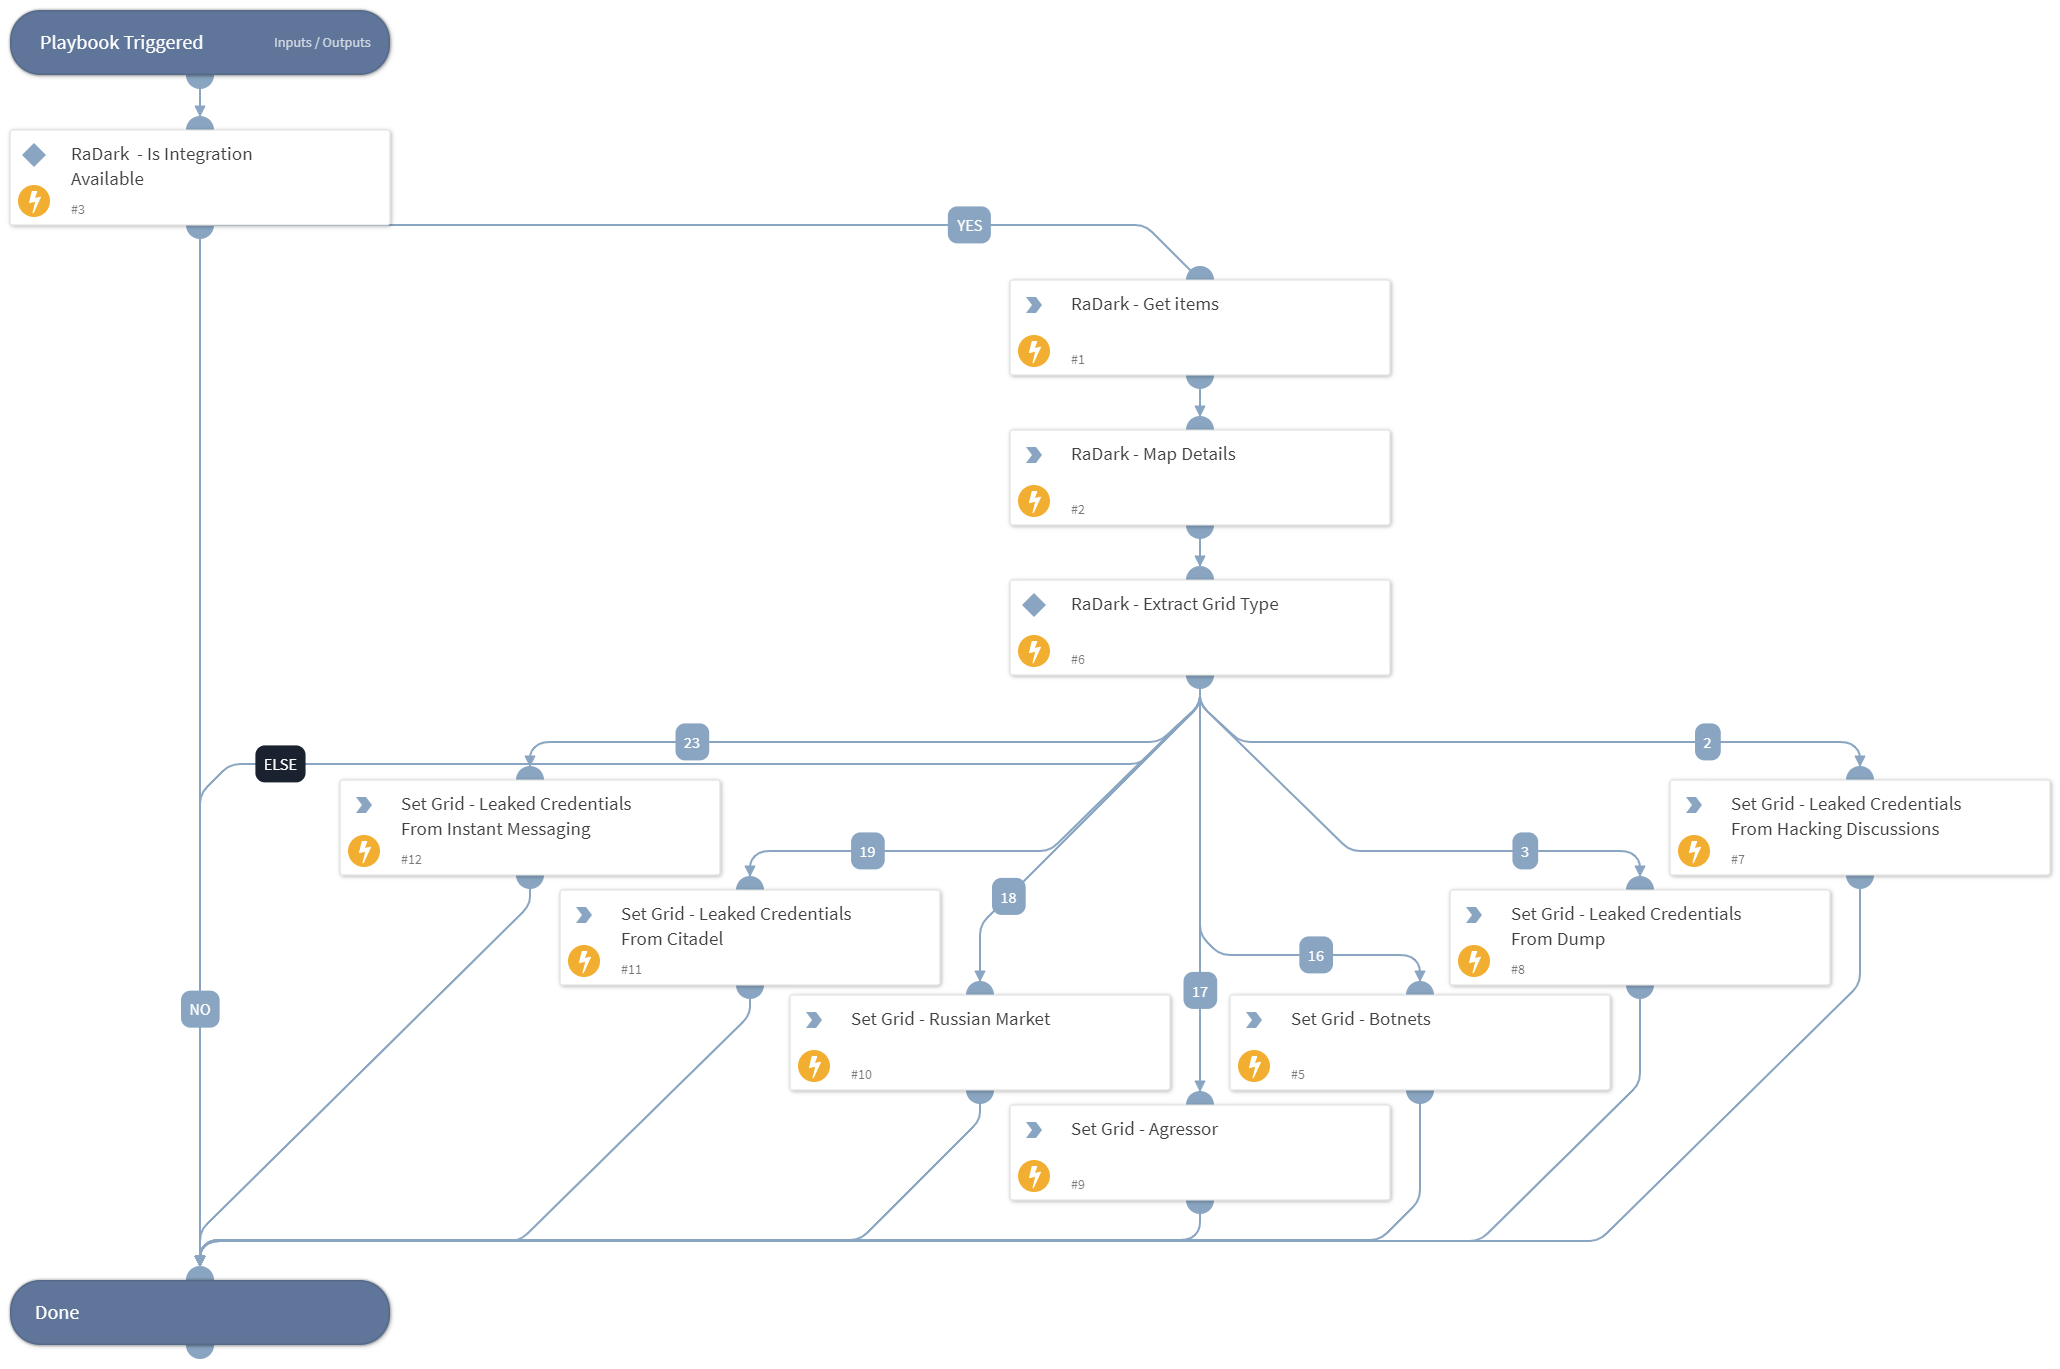 Playbook Triggered
Inputs / Outputs
RaDark - Is Integration
Available
#3
YES
RaDark - Get items
#1
RaDark - Map Details
#2
RaDark - Extract Grid Type
#6
23
2
ELSE
Set Grid - Leaked Credentials
From Instant Messaging
#12
Set Grid - Leaked Credentials
From Hacking Discussions
#7
19
3
18
Set Grid - Leaked Credentials
From Citadel
#11
Set Grid - Leaked Credentials
From Dump
#8
16
17
NO
Set Grid - Russian Market
#10
Set Grid - Botnets
#5
Set Grid - Agressor
#9
Done